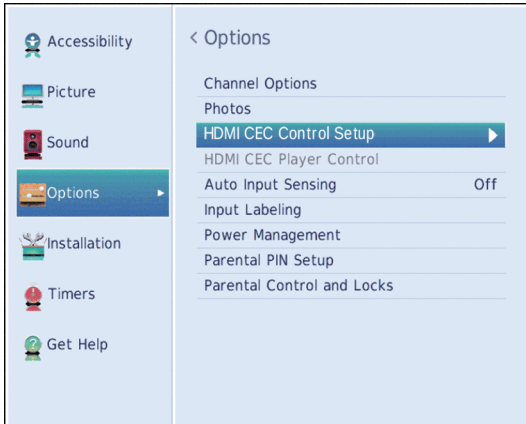 Accessibility
Picture
Sound
Options
Installation
Timers
Get Help
< Options
Channel Options
Photos
HDMI CEC Control Setup
HDMI CEC Player Control
Auto Input Sensing Off
Input Labeling
Power Management
Parental PIN Setup
Parental Control and Locks